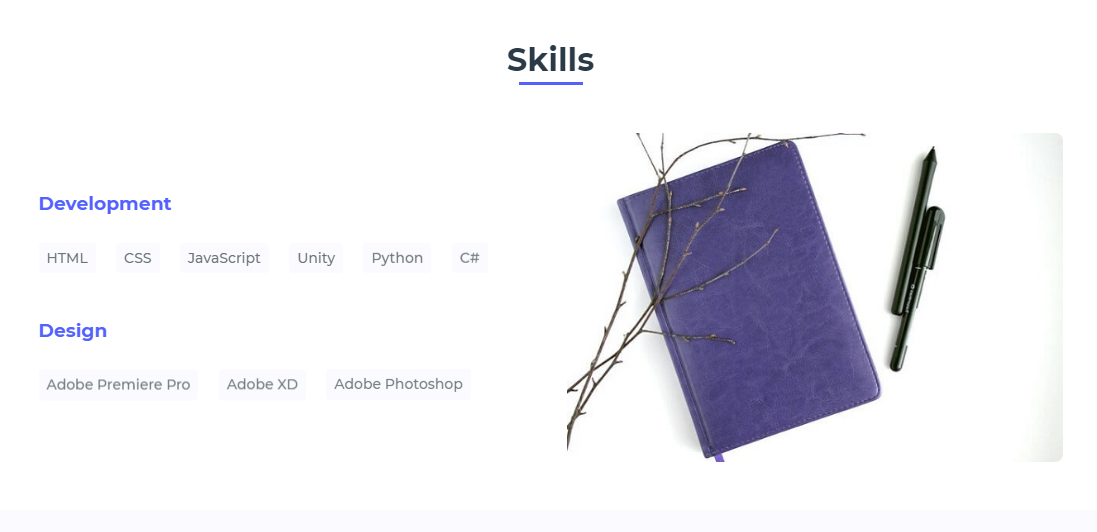 Skills
Development
HTML CSS JavaScript Unity Python C#
Design
Adobe Premiere Pro Adobe XD Adobe Photoshop